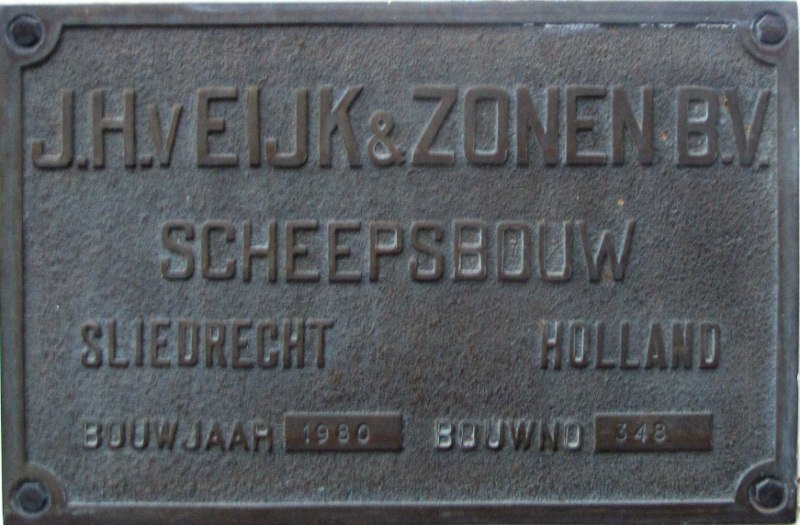 J.H.v EIJK & ZONEN B.V.
SCHEEPSBOUW
SLIEDRECHT HOLLAND
BOUWJAAR 1980 BOUWNO 348